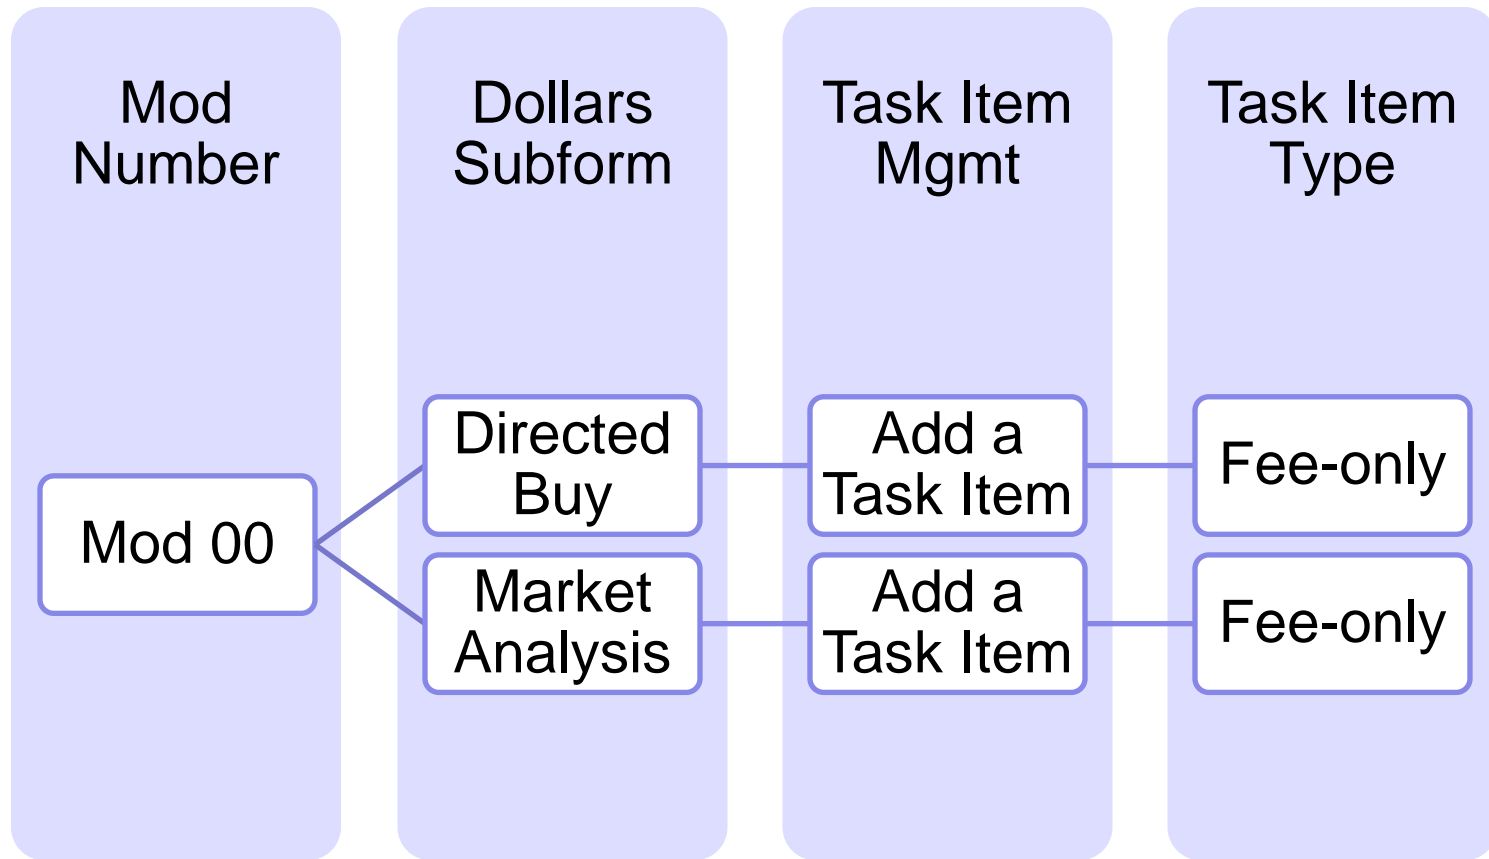 Mod
Number
Dollars
Subform
Task Item
Mgmt
Task Item
Type
Mod 00
Directed
Buy
Add a
Task Item
Fee-only
Market
Analysis
Add a
Task Item
Fee-only